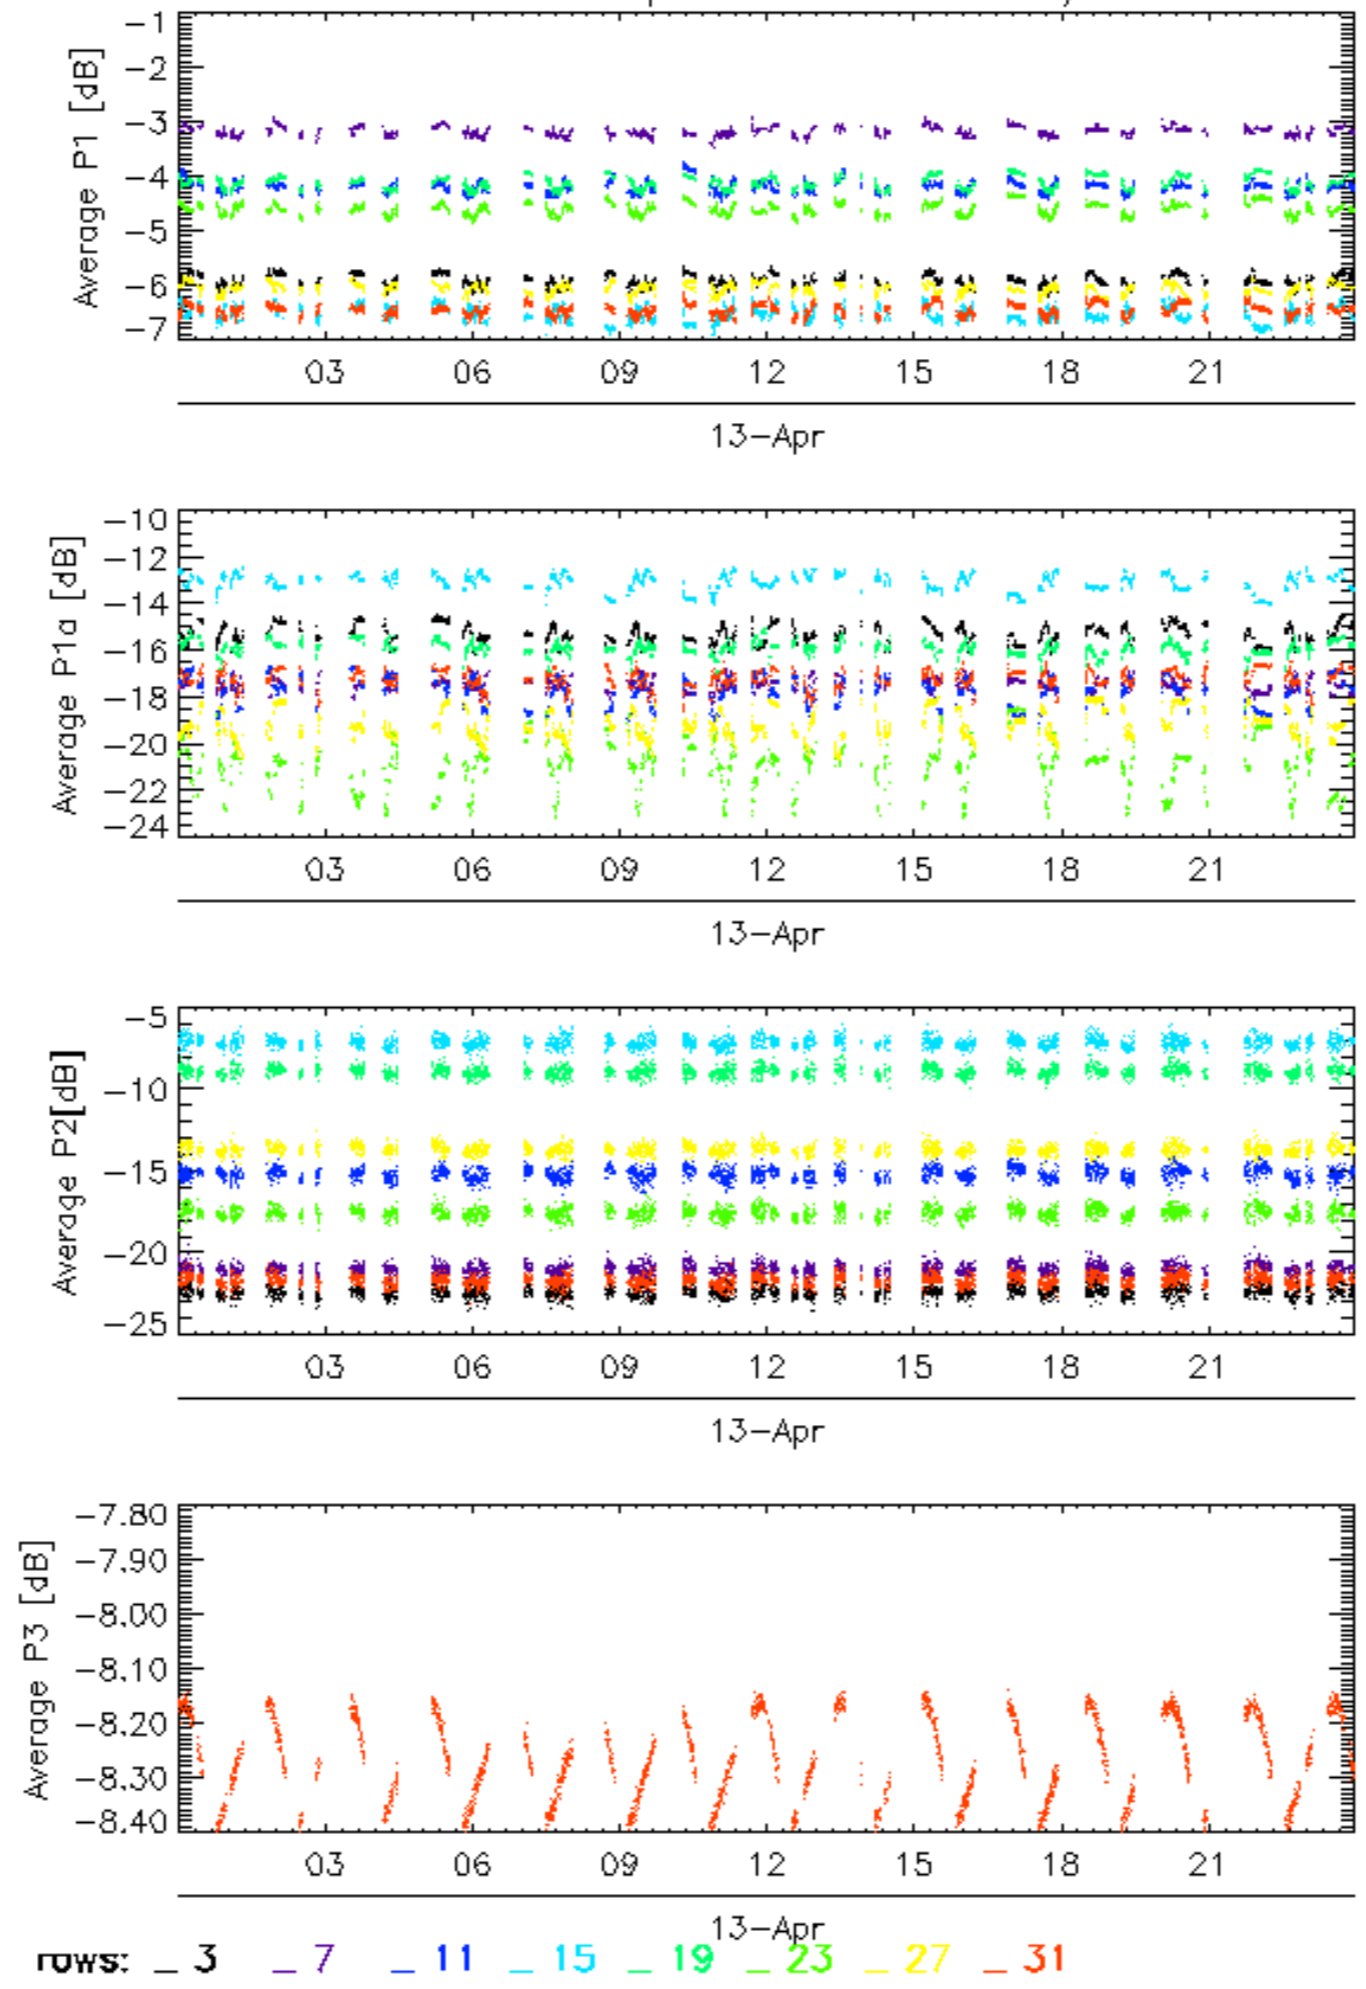 Average P1 [dB]
-1
-2
-3
-4
-5
-6
-7
03 06 09 12 15 18 21
13-Apr
Average P1a [dB]
-10
-12
-14
-16
-18
-20
-22
-24
03 06 09 12 15 18 21
13-Apr
Average P2[dB]
-5
-10
-15
-20
-25
03 06 09 12 15 18 21
13-Apr
Average P3 [dB]
-7.80
-7.90
-8.00
-8.10
-8.20
-8.30
-8.40
03 06 09 12 15 18 21
13-Apr
rows: _ 3 _ 7 _ 11 _ 15 _ 19 _ 23 _ 27 _ 31